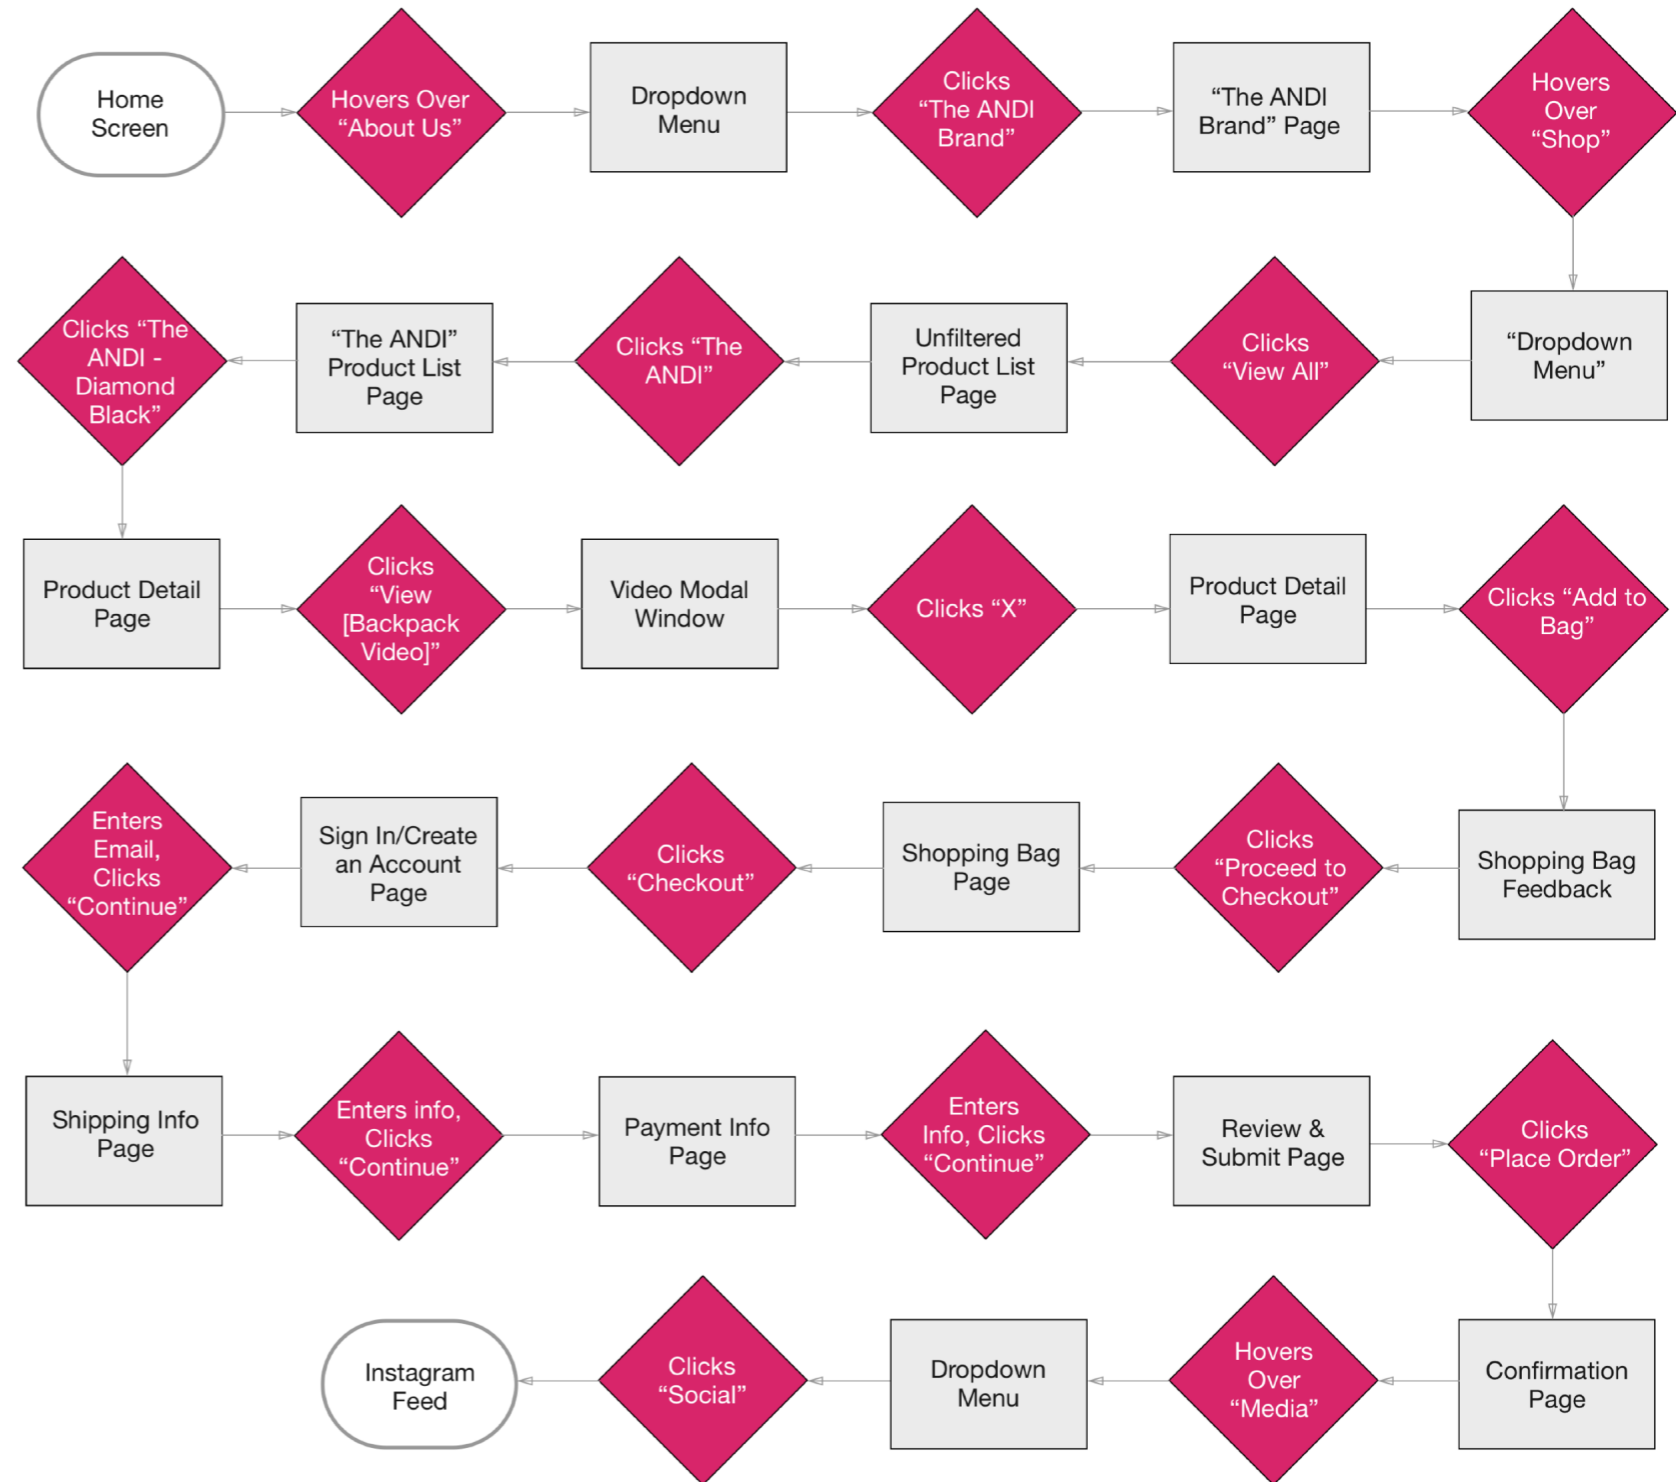 Home
Screen
Hovers Over
“About Us”
Dropdown
Menu
Clicks
“The ANDI
Brand”
“The ANDI
Brand” Page
Hovers
Over
“Shop”
“Dropdown
Menu”
Clicks
“View All”
Unfiltered
Product List
Page
Clicks “The
ANDI”
“The ANDI”
Product List
Page
Clicks “The
ANDI -
Diamond
Black”
Product Detail
Page
Clicks
“View
[Backpack
Video]”
Video Modal
Window
Clicks “X”
Product Detail
Page
Clicks “Add to
Bag”
Shopping Bag
Feedback
Clicks
“Proceed to
Checkout”
Shopping Bag
Page
Clicks
“Checkout”
Sign In/Create
an Account
Page
Enters
Email,
Clicks
“Continue”
Shipping Info
Page
Enters info,
Clicks
“Continue”
Payment Info
Page
Enters
Info, Clicks
“Continue”
Review &
Submit Page
Clicks
“Place Order”
Confirmation
Page
Hovers
Over
“Media”
Dropdown
Menu
Clicks
“Social”
Instagram
Feed